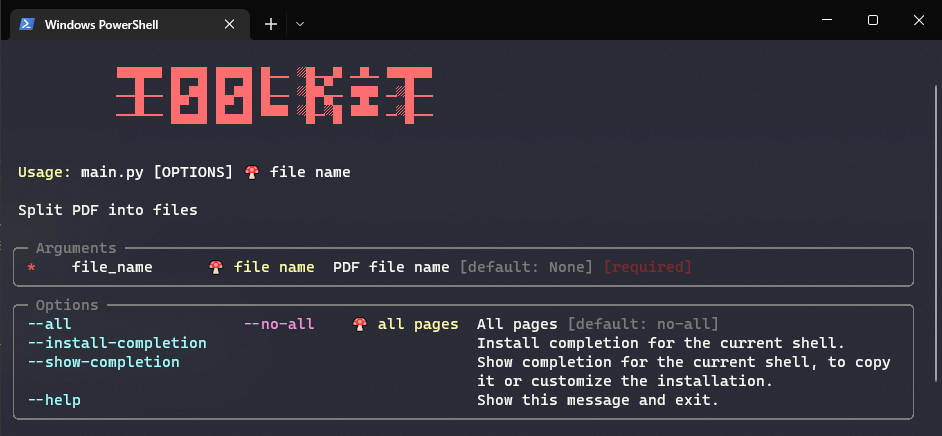 Windows PowerShell
TOOLKIT
Usage: main.py [OPTIONS] 🍄 file name
Split PDF into files
Arguments
* file_name 🍄 file name PDF file name [default: None] [required]
Options
--all --no-all 🍄 all pages All pages [default: no-all]
--install-completion Install completion for the current shell.
--show-completion Show completion for the current shell, to copy
it or customize the installation.
--help Show this message and exit.